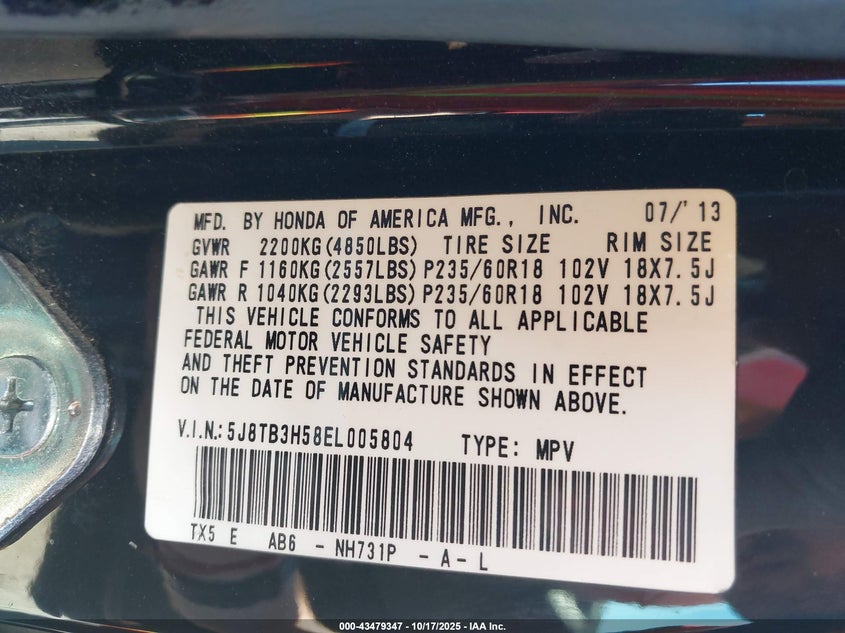 MFD. BY HONDA OF AMERICA MFG., INC. 07/'13
GVWR 2200KG(4850LBS) TIRE SIZE RIM SIZE
GAWR F 1160KG(2557LBS) P235/60R18 102V 18X7.5J
GAWR R 1040KG(2293LBS) P235/60R18 102V 18X7.5J
THIS VEHICLE CONFORMS TO ALL APPLICABLE
FEDERAL MOTOR VEHICLE SAFETY
AND THEFT PREVENTION STANDARDS IN EFFECT
ON THE DATE OF MANUFACTURE SHOWN ABOVE.
V.I.N.: 5J8TB3H58EL005804 TYPE: MPV
TX5 E AB6 - NH731P - A - L
000-43479347 - 10/17/2025 - IAA Inc.